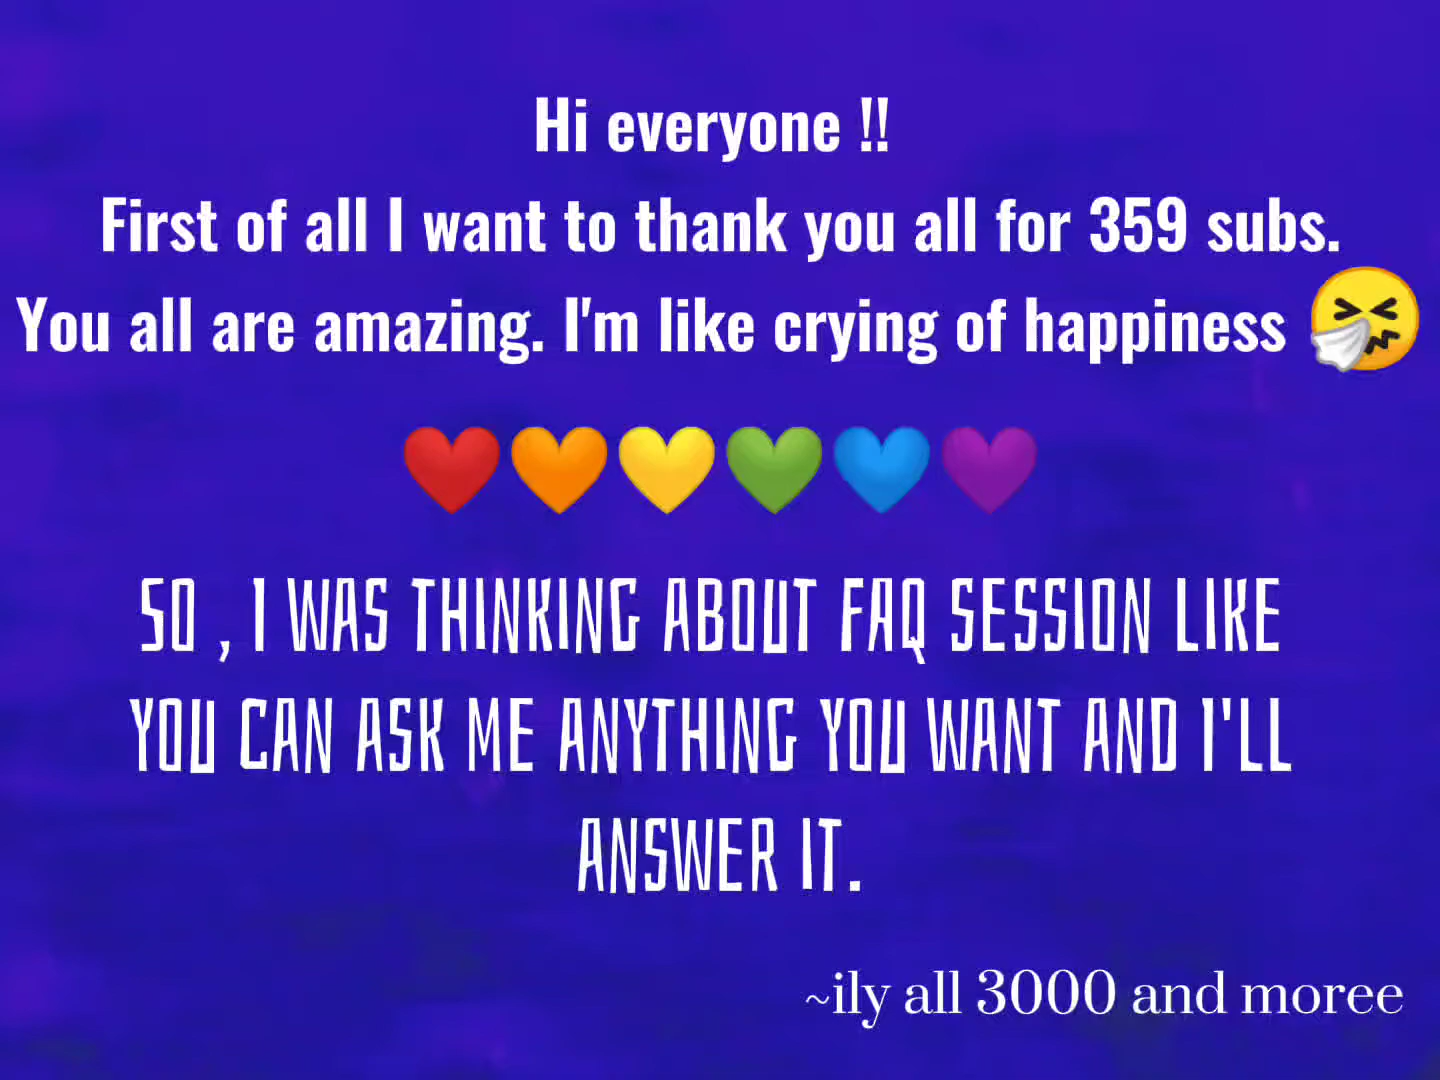 Hi everyone !!
First of all I want to thank you all for 359 subs.
You all are amazing. I'm like crying of happiness 🤧
❤️🧡💛💚💙💜
SO , I WAS THINKING ABOUT FAQ SESSION LIKE
YOU CAN ASK ME ANYTHING YOU WANT AND I'LL
ANSWER IT.
~ily all 3000 and moree